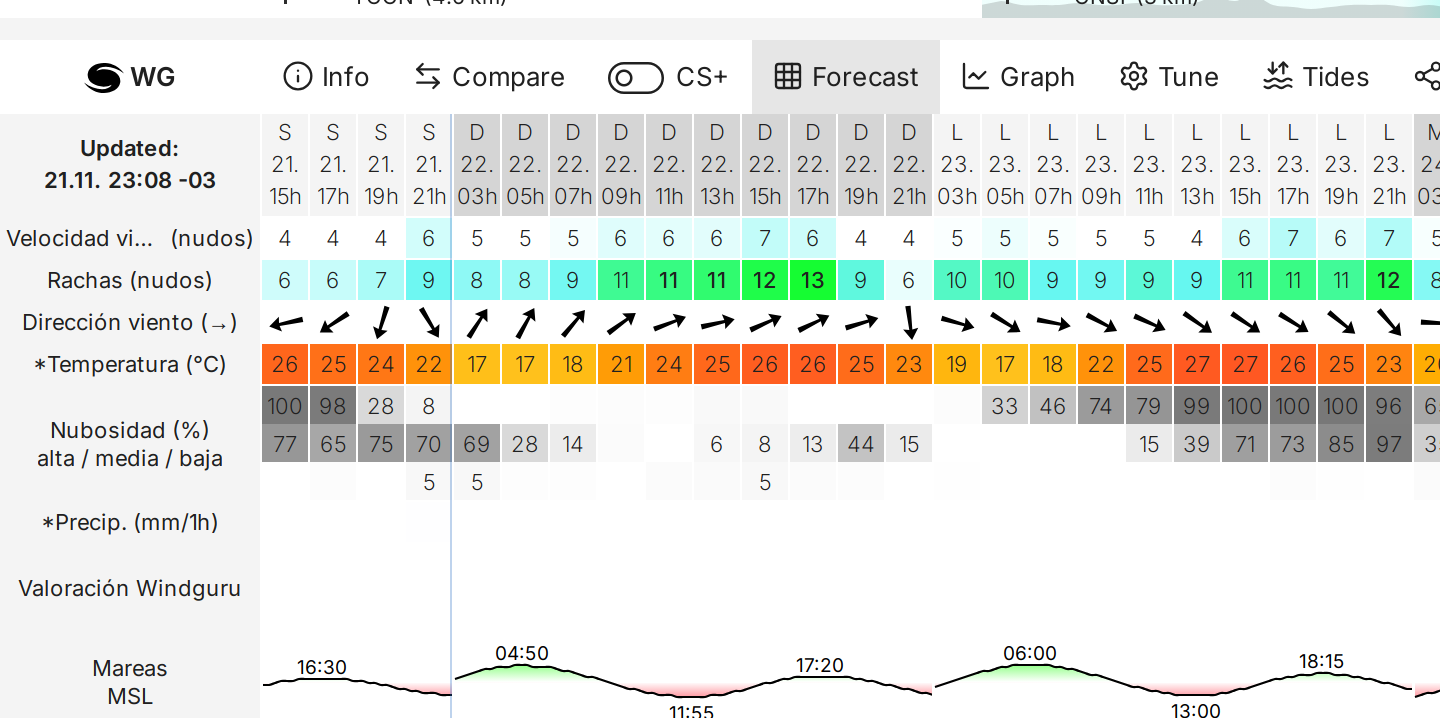 WG Info Compare CS+ Forecast Graph Tune Tides
Updated:
21.11. 23:08 -03
S S S S D D D D D D D D D D L L L L L L L L L L
21. 21. 21. 21. 22. 22. 22. 22. 22. 22. 22. 22. 22. 22. 23. 23. 23. 23. 23. 23. 23. 23. 23. 23.
15h 17h 19h 21h 03h 05h 07h 09h 11h 13h 15h 17h 19h 21h 03h 05h 07h 09h 11h 13h 15h 17h 19h 21h
Velocidad vi... (nudos) 4 4 4 6 5 5 5 6 6 6 7 6 4 4 5 5 5 5 5 4 6 7 6 7
Rachas (nudos) 6 6 7 9 8 8 9 11 11 11 12 13 9 6 10 10 9 9 9 9 11 11 11 12
Dirección viento (→)
*Temperatura (°C) 26 25 24 22 17 17 18 21 24 25 26 26 25 23 19 17 18 22 25 27 27 26 25 23
100 98 28 8 33 46 74 79 99 100 100 100 96
Nubosidad (%)
alta / media / baja
77 65 75 70 69 28 14 6 8 13 44 15 15 39 71 73 85 97
5 5 5
*Precip. (mm/1h)
Valoración Windguru
Mareas
MSL
16:30 04:50 17:20 06:00 18:15
11:55 13:00